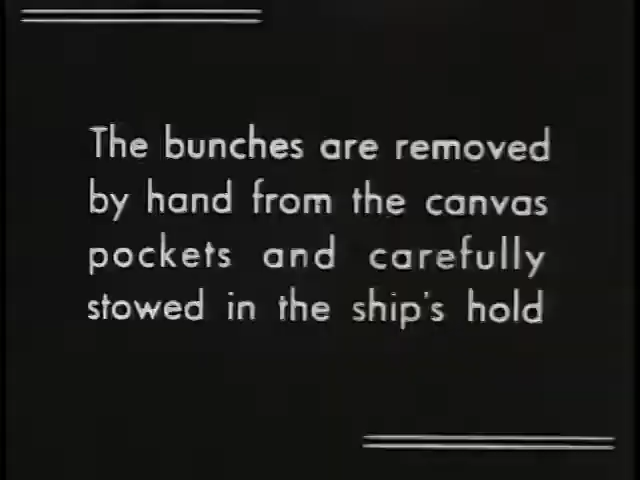 The bunches are removed
by hand from the canvas
pockets and carefully
stowed in the ship's hold